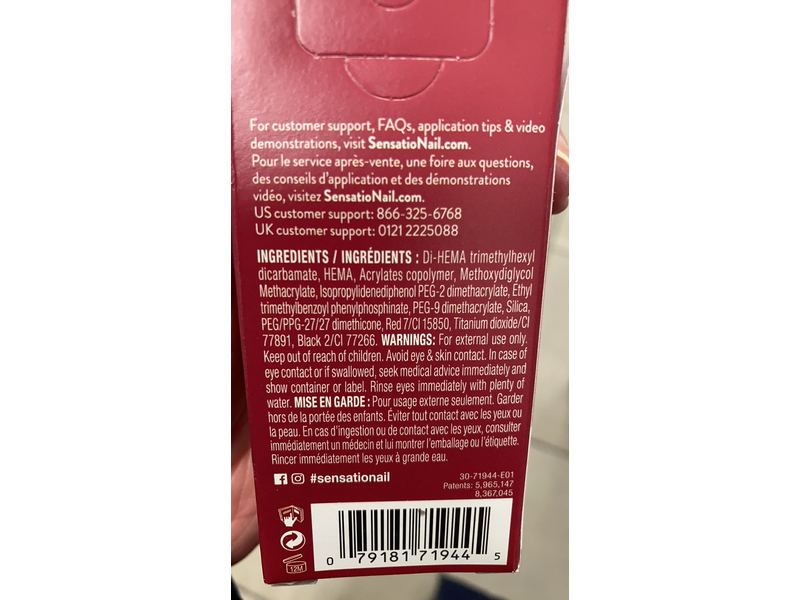 For customer support, FAQs, application tips & video
demonstrations, visit SensatioNail.com.
Pour le service après-vente, une foire aux questions,
des conseils d'application et des démonstrations
vidéo, visitez SensatioNail.com.
US customer support: 866-325-6768
UK customer support: 0121 2225088
INGREDIENTS / INGRÉDIENTS : Di-HEMA trimethylhexyl
dicarbamate, HEMA, Acrylates copolymer, Methoxydiglycol
Methacrylate, Isopropylidenediphenol PEG-2 dimethacrylate, Ethyl
trimethylbenzoyl phenylphosphinate, PEG-9 dimethacrylate, Silica,
PEG/PPG-27/27 dimethicone, Red 7/CI 15850, Titanium dioxide/CI
77891, Black 2/CI 77266. WARNINGS: For external use only.
Keep out of reach of children. Avoid eye & skin contact. In case of
eye contact or if swallowed, seek medical advice immediately and
show container or label. Rinse eyes immediately with plenty of
water. MISE EN GARDE : Pour usage externe seulement. Garder
hors de la portée des enfants. Éviter tout contact avec les yeux ou
la peau. En cas d'ingestion ou de contact avec les yeux, consulter
immédiatement un médecin et lui montrer l'emballage ou l'étiquette.
Rincer immédiatement les yeux à grande eau.
#sensationail
30-71944-E01
Patents: 5,965,147
8,367,045
12M
0 79181 71944 5